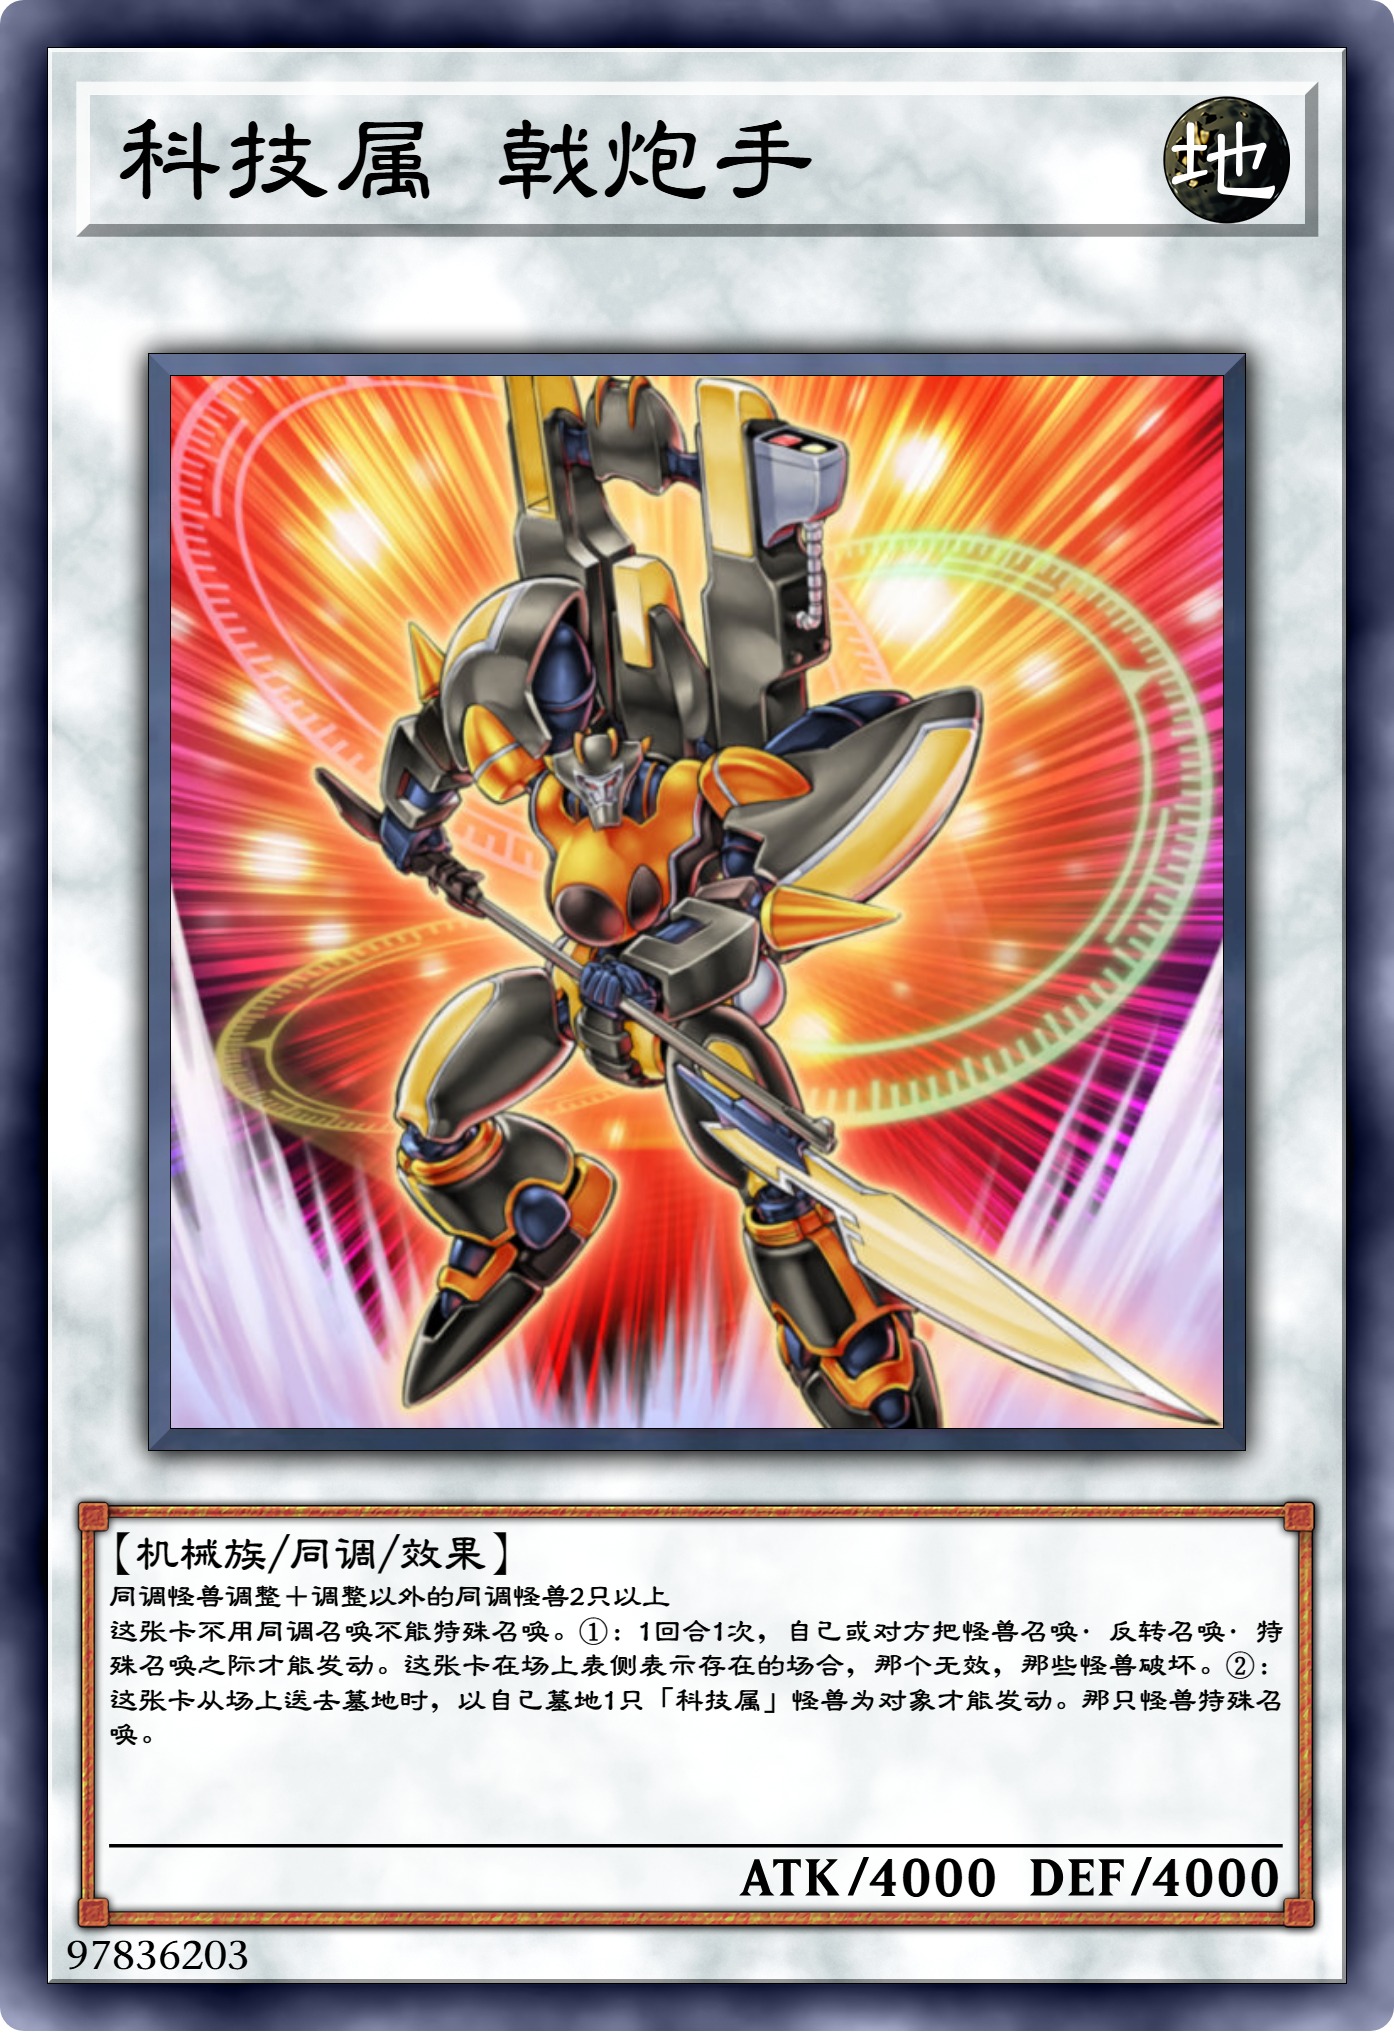 科技属 戟炮手
地
【机械族/同调/效果】
同调怪兽调整＋调整以外的同调怪兽2只以上
这张卡不用同调召唤不能特殊召唤。①：1回合1次，自己或对方把怪兽召唤·反转召唤·特
殊召唤之际才能发动。这张卡在场上表侧表示存在的场合，那个无效，那些怪兽破坏。②：
这张卡从场上送去墓地时，以自己墓地1只「科技属」怪兽为对象才能发动。那只怪兽特殊召
唤。
ATK/4000 DEF/4000
97836203